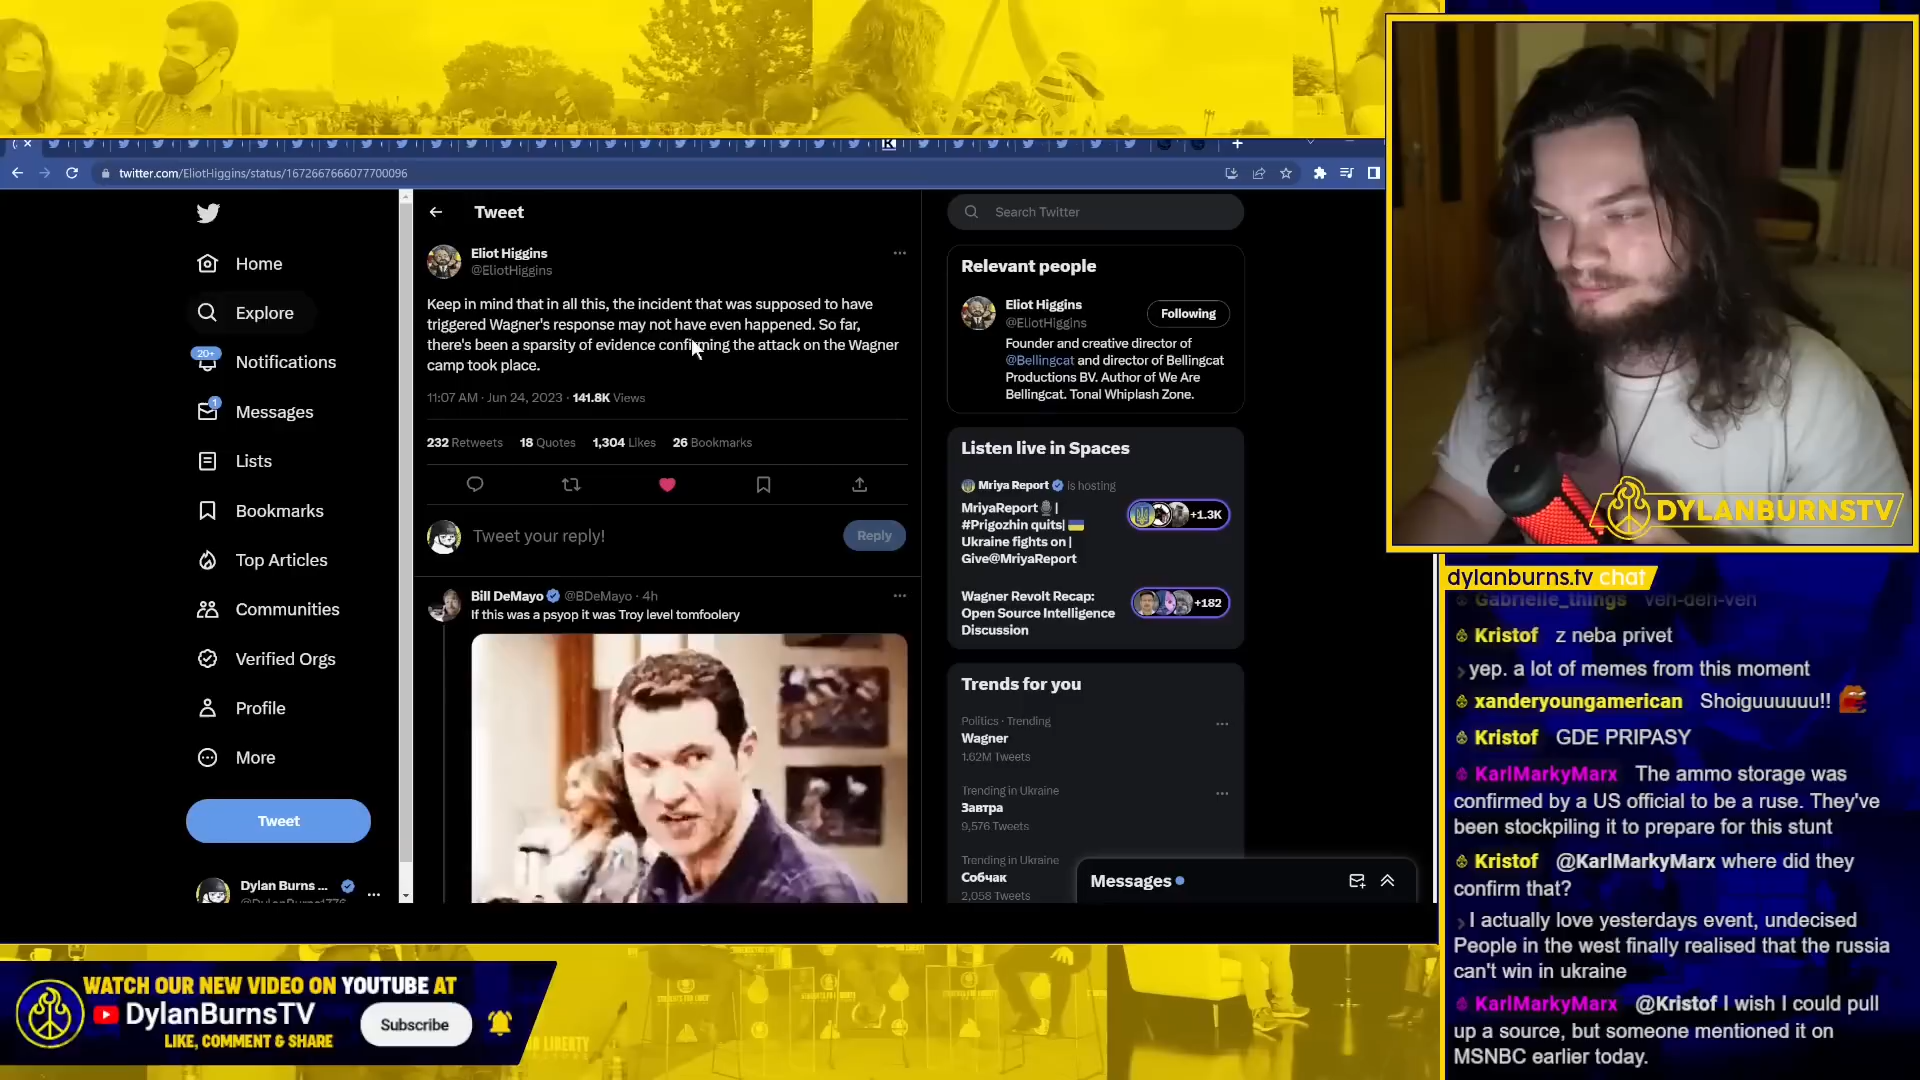 twitter.com/EliotHiggins/status/1672667666077700096
Home
Explore
20+
Notifications
1
Messages
Lists
Bookmarks
Top Articles
Communities
Verified Orgs
Profile
More
Tweet
Dylan Burns ...
Tweet
Eliot Higgins
@EliotHiggins
Keep in mind that in all this, the incident that was supposed to have
triggered Wagner's response may not have even happened. So far,
there's been a sparsity of evidence confirming the attack on the Wagner
camp took place.
11:07 AM · Jun 24, 2023 · 141.8K Views
232 Retweets 18 Quotes 1,304 Likes 26 Bookmarks
Tweet your reply!
Reply
Bill DeMayo @BDeMayo · 4h
If this was a psyop it was Troy level tomfoolery
Search Twitter
Relevant people
Eliot Higgins
@EliotHiggins
Following
Founder and creative director of
@Bellingcat and director of Bellingcat
Productions BV. Author of We Are
Bellingcat. Tonal Whiplash Zone.
Listen live in Spaces
Mriya Report is hosting
MriyaReport |
#Prigozhin quits|
Ukraine fights on |
Give@MriyaReport
+1.3K
Wagner Revolt Recap:
Open Source Intelligence
Discussion
+182
Trends for you
Politics · Trending
Wagner
1.62M Tweets
Trending in Ukraine
Завтра
9,576 Tweets
Trending in Ukraine
Собчак
2,058 Tweets
Messages
DYLANBURNSTV
dylanburns.tv chat
Gabrielle_things veh-deh-veh
Kristof z neba privet
yep. a lot of memes from this moment
xanderyoungamerican Shoiguuuuuu!!
Kristof GDE PRIPASY
KarlMarkyMarx The ammo storage was
confirmed by a US official to be a ruse. They've
been stockpiling it to prepare for this stunt
Kristof @KarlMarkyMarx where did they
confirm that?
I actually love yesterdays event, undecised
People in the west finally realised that the russia
can't win in ukraine
KarlMarkyMarx @Kristof I wish I could pull
up a source, but someone mentioned it on
MSNBC earlier today.
WATCH OUR NEW VIDEO ON YOUTUBE AT
DylanBurnsTV
Subscribe
LIKE, COMMENT & SHARE